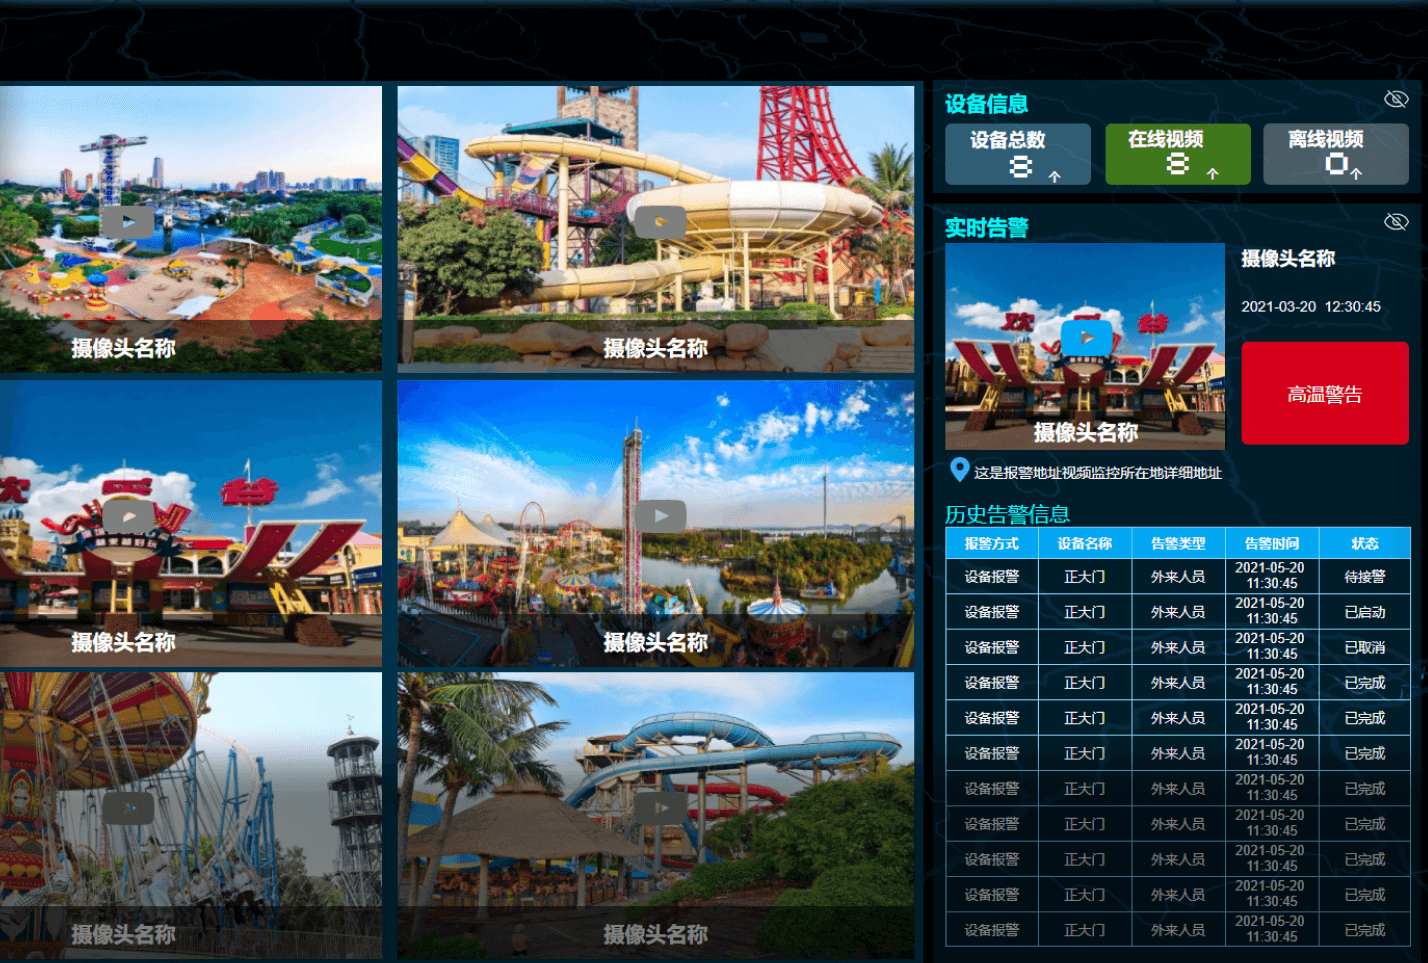 摄像头名称
摄像头名称
欢 乐 谷
摄像头名称
摄像头名称
摄像头名称
摄像头名称
设备信息
设备总数
8
在线视频
8
离线视频
0
实时告警
欢 谷
摄像头名称
摄像头名称
2021-03-20 12:30:45
高温警告
这是报警地址视频监控所在地详细地址
历史告警信息
报警方式 设备名称 告警类型 告警时间 状态
设备报警 正大门 外来人员 2021-05-20 11:30:45 待接警
设备报警 正大门 外来人员 2021-05-20 11:30:45 已启动
设备报警 正大门 外来人员 2021-05-20 11:30:45 已取消
设备报警 正大门 外来人员 2021-05-20 11:30:45 已完成
设备报警 正大门 外来人员 2021-05-20 11:30:45 已完成
设备报警 正大门 外来人员 2021-05-20 11:30:45 已完成
设备报警 正大门 外来人员 2021-05-20 11:30:45 已完成
设备报警 正大门 外来人员 2021-05-20 11:30:45 已完成
设备报警 正大门 外来人员 2021-05-20 11:30:45 已完成
设备报警 正大门 外来人员 2021-05-20 11:30:45 已完成
设备报警 正大门 外来人员 2021-05-20 11:30:45 已完成